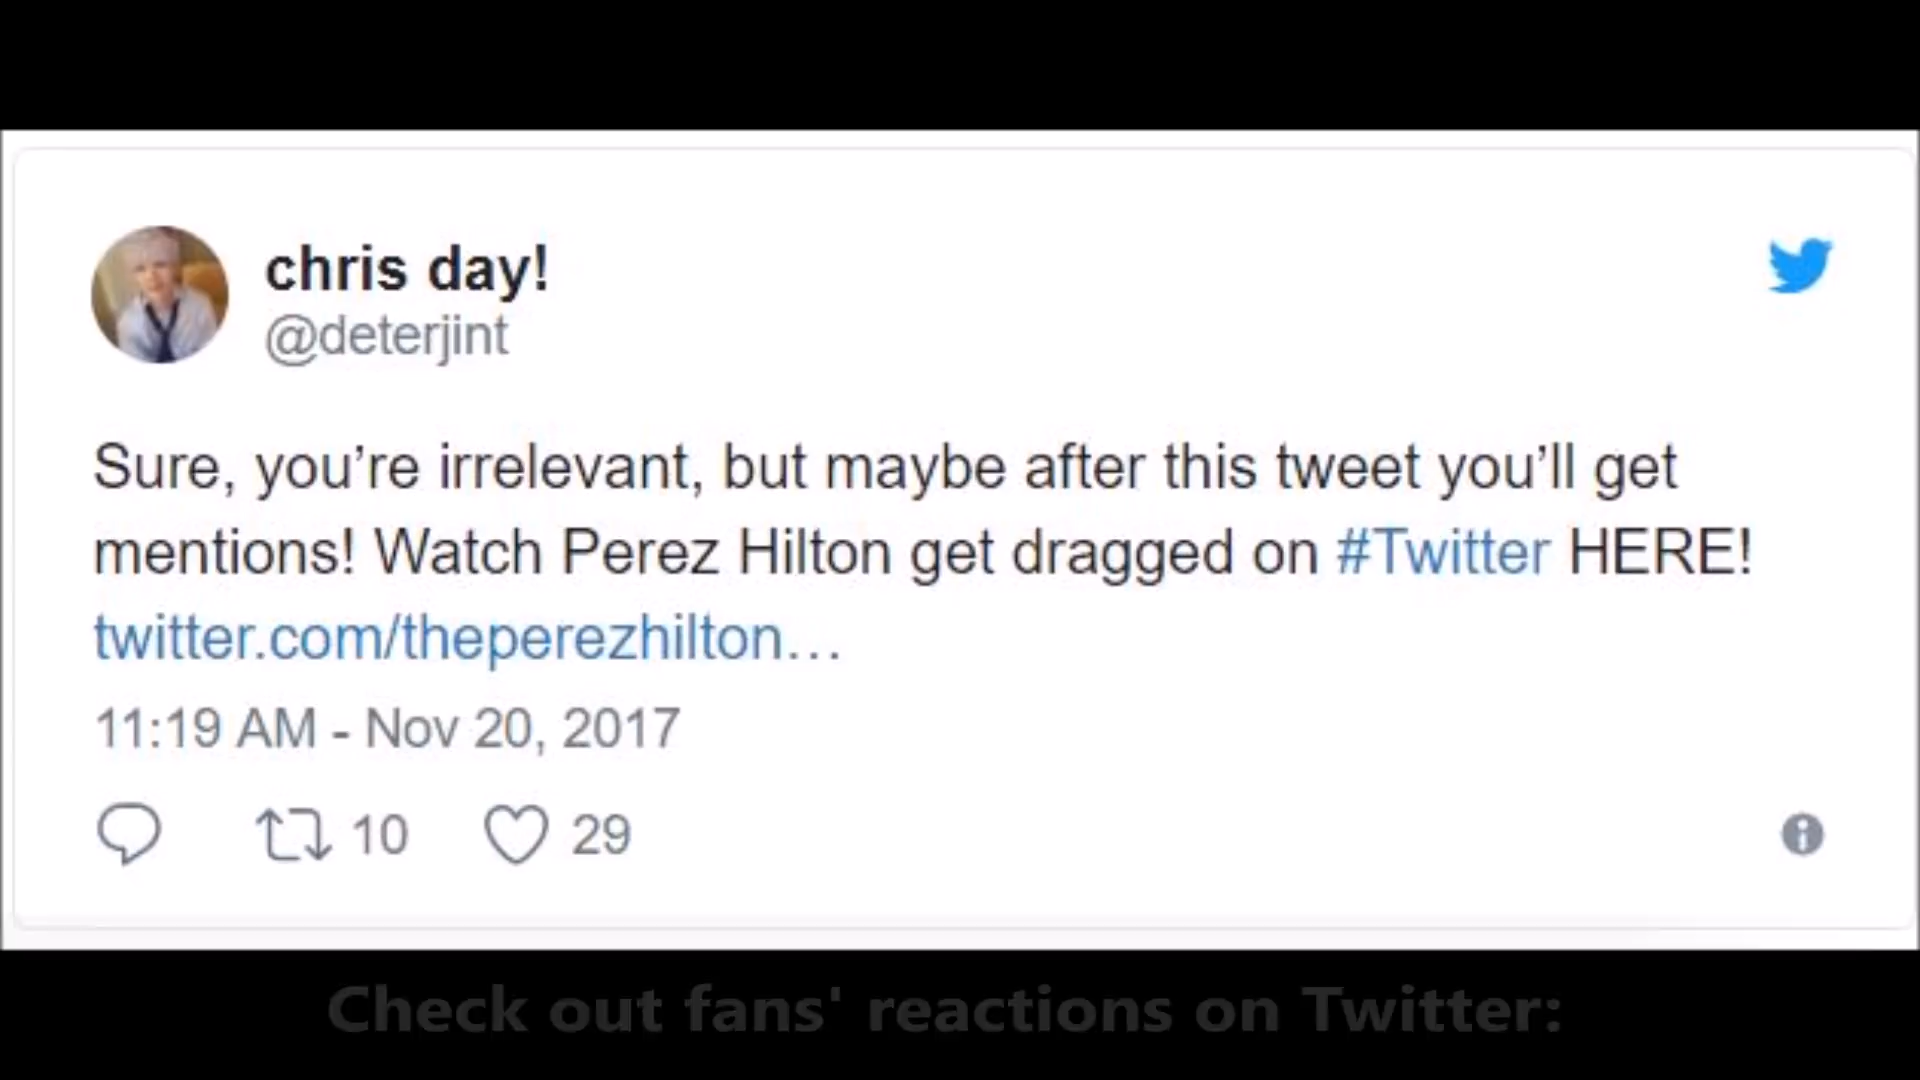 chris day!
@deterjint
Sure, you’re irrelevant, but maybe after this tweet you’ll get
mentions! Watch Perez Hilton get dragged on #Twitter HERE!
twitter.com/theperezhilton…
11:19 AM - Nov 20, 2017
10 29
Check out fans' reactions on Twitter: